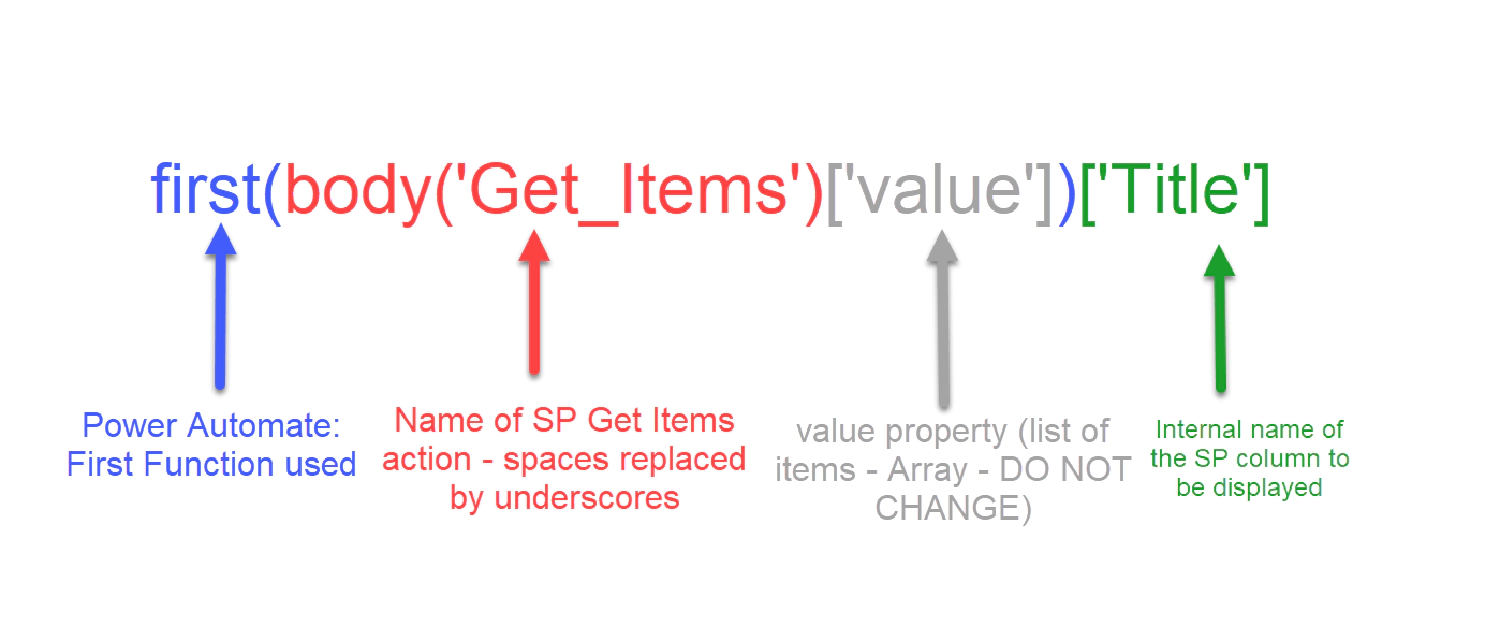 first(body('Get_Items')['value'])['Title']
Power Automate:
First Function used
Name of SP Get Items
action - spaces replaced
by underscores
value property (list of
items - Array - DO NOT
CHANGE)
Internal name of
the SP column to
be displayed